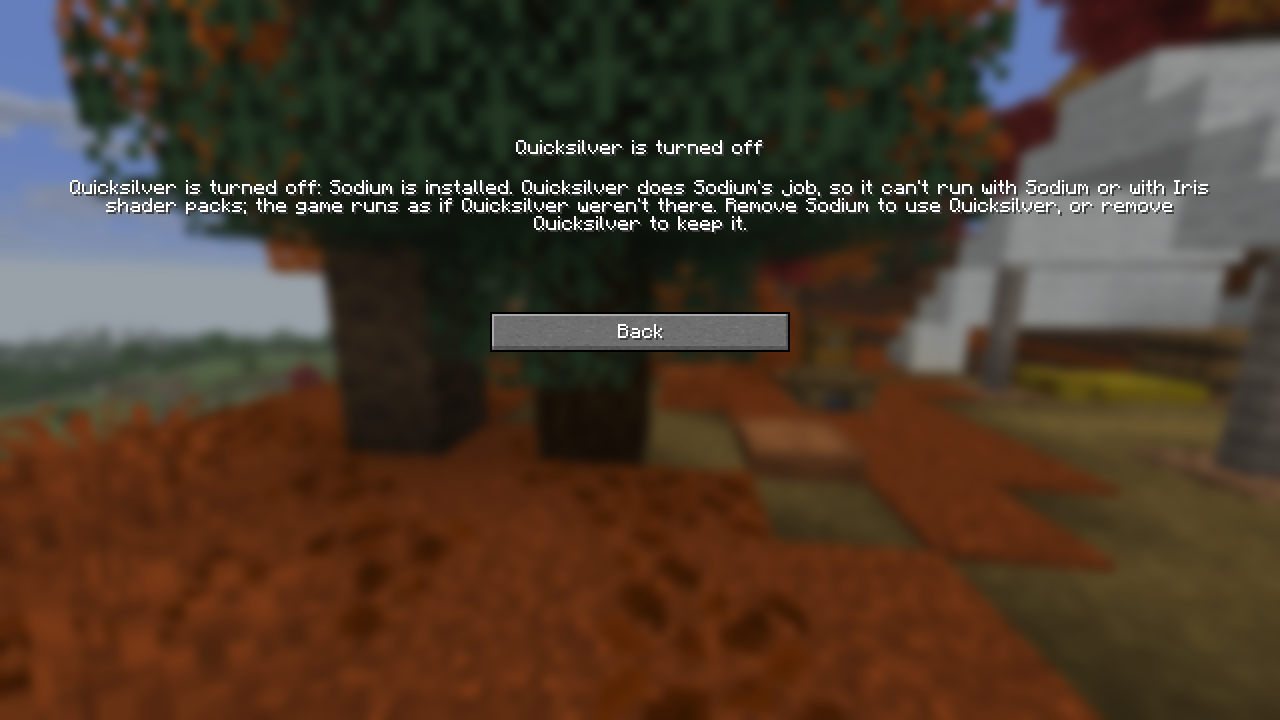 Quicksilver is turned off
Quicksilver is turned off: Sodium is installed. Quicksilver does Sodium's job, so it can't run with Sodium or with Iris
shader packs; the game runs as if Quicksilver weren't there. Remove Sodium to use Quicksilver, or remove
Quicksilver to keep it.
Back